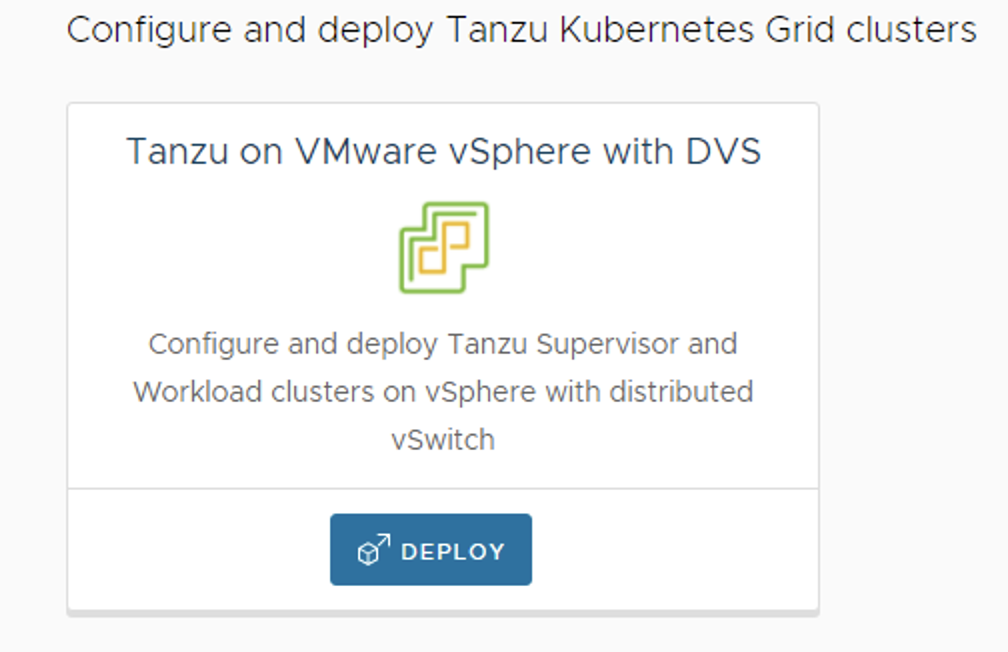 Configure and deploy Tanzu Kubernetes Grid clusters
Tanzu on VMware vSphere with DVS
Configure and deploy Tanzu Supervisor and
Workload clusters on vSphere with distributed
vSwitch
DEPLOY